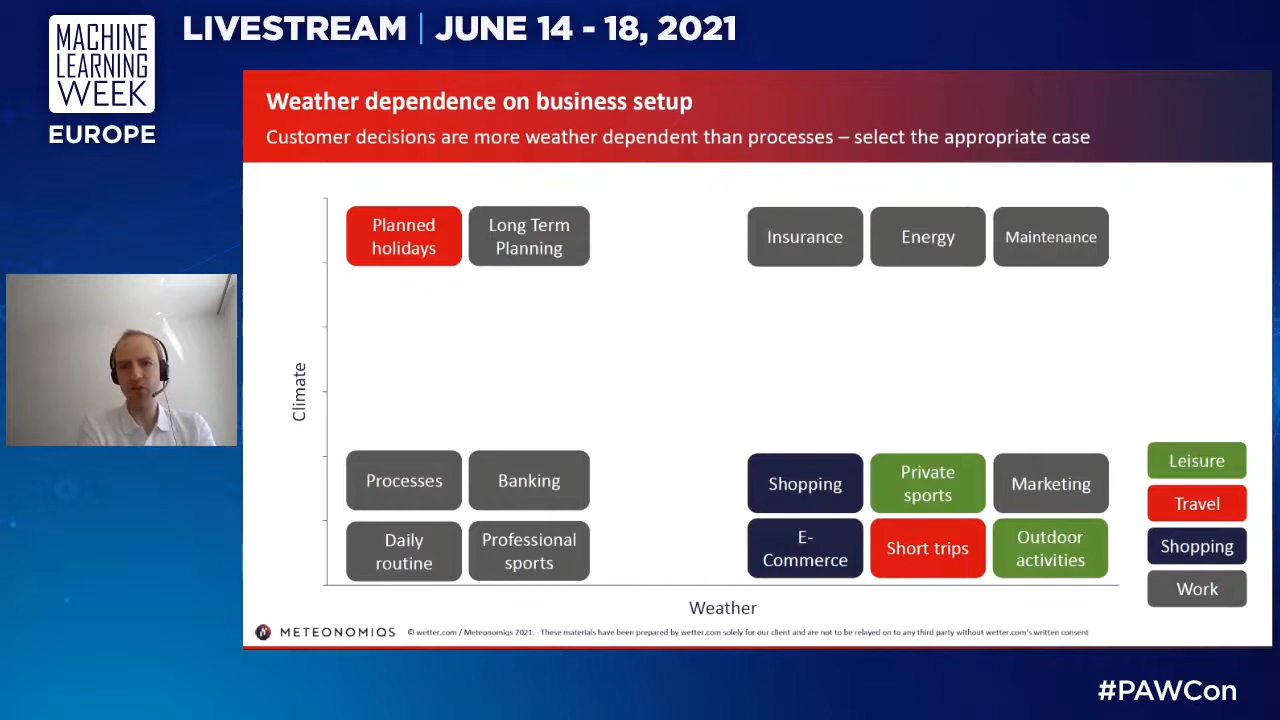 MACHINE
LEARNING
WEEK
EUROPE
LIVESTREAM | JUNE 14 - 18, 2021
Weather dependence on business setup
Customer decisions are more weather dependent than processes – select the appropriate case
Planned
holidays
Long Term
Planning
Insurance
Energy
Maintenance
Climate
Processes
Banking
Shopping
Private
sports
Marketing
Daily
routine
Professional
sports
E-
Commerce
Short trips
Outdoor
activities
Leisure
Travel
Shopping
Work
Weather
METEONOMIQS
© wetter.com / Meteonomiqs 2021. - These materials have been prepared by wetter.com solely for our client and are not to be relayed on to any third party without wetter.com's written consent
#PAWCon